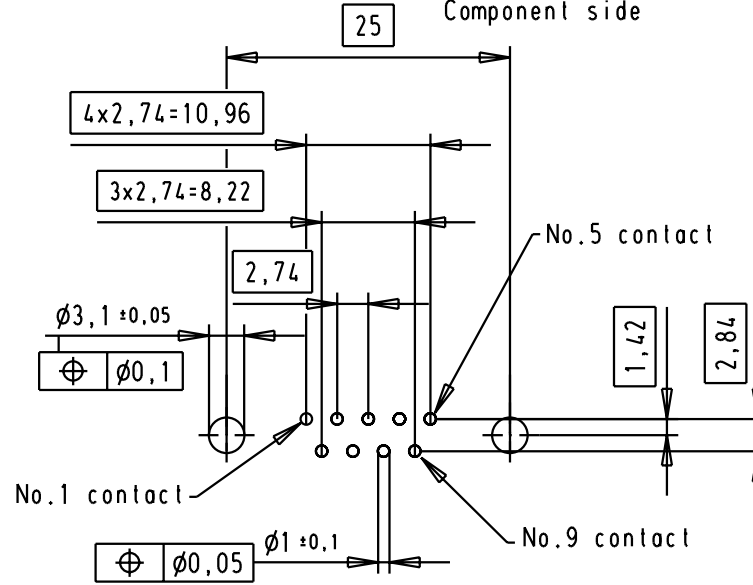 Component side
25
4x2,74=10,96
3x2,74=8,22
No.5 contact
2,74
ø3,1 ±0,05
1,42
2,84
⌖ ø0,1
No.1 contact
No.9 contact
ø1 ±0,1
⌖ ø0,05